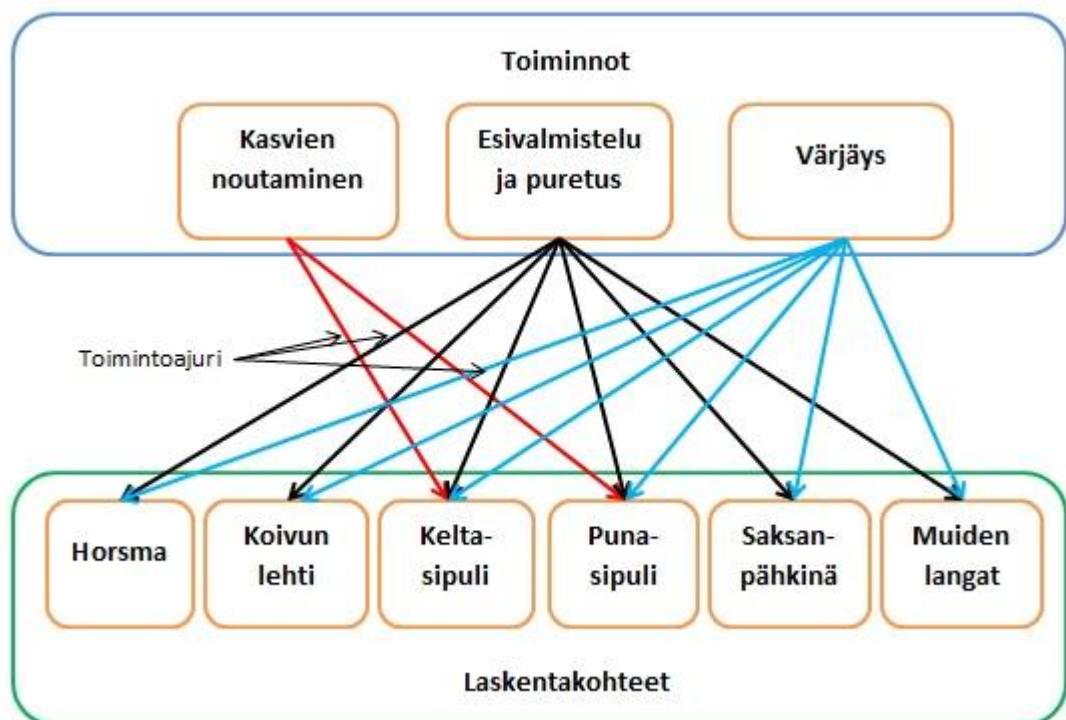 Toiminnot
Kasvien
noutaminen
Esivalmistelu
ja puretus
Värjäys
Toimintoajuri
Horsma
Koivun
lehti
Kelta-
sipuli
Puna-
sipuli
Saksan-
pähkinä
Muiden
langat
Laskentakohteet